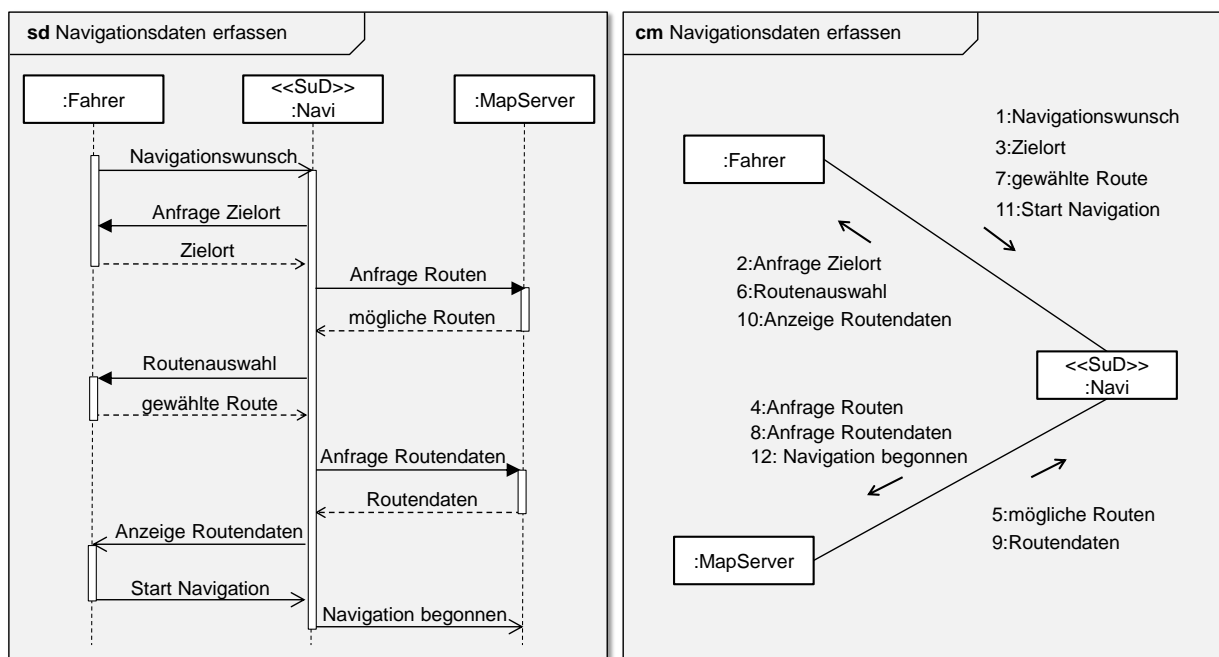 sd Navigationsdaten erfassen
:Fahrer
<<SuD>>
:Navi
:MapServer
Navigationswunsch
Anfrage Zielort
Zielort
Anfrage Routen
mögliche Routen
Routenauswahl
gewählte Route
Anfrage Routendaten
Routendaten
Anzeige Routendaten
Start Navigation
Navigation begonnen
cm Navigationsdaten erfassen
:Fahrer
1:Navigationswunsch
3:Zielort
7:gewählte Route
11:Start Navigation
2:Anfrage Zielort
6:Routenauswahl
10:Anzeige Routendaten
<<SuD>>
:Navi
4:Anfrage Routen
8:Anfrage Routendaten
12: Navigation begonnen
5:mögliche Routen
9:Routendaten
:MapServer